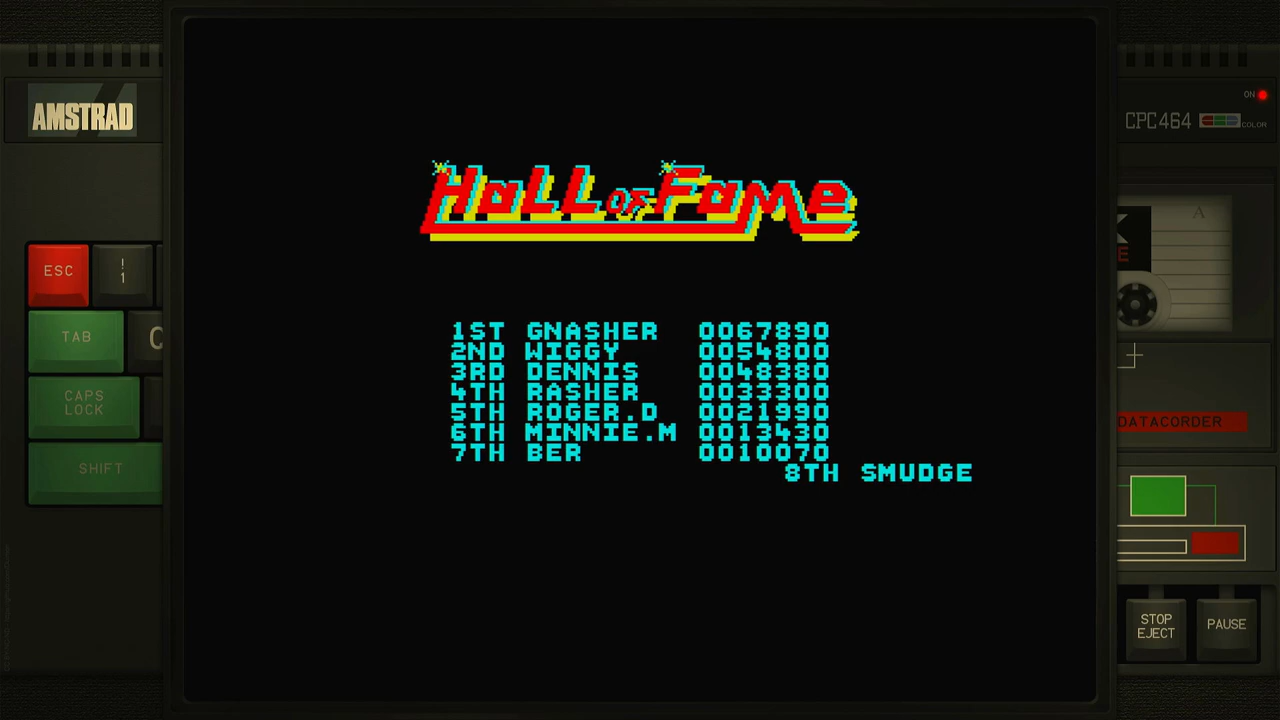 AMSTRAD
ON
CPC464
COLOR
Hall of Fame
ESC
!
1
TAB
CAPS
LOCK
SHIFT
A
1ST GNASHER 0067890
2ND WIGGY 0054800
3RD DENNIS 0048380
4TH RASHER 0033300
5TH ROGER.D 0021990
6TH MINNIE.M 0013430
7TH BER 0010070
8TH SMUDGE
DATACORDER
STOP
EJECT
PAUSE